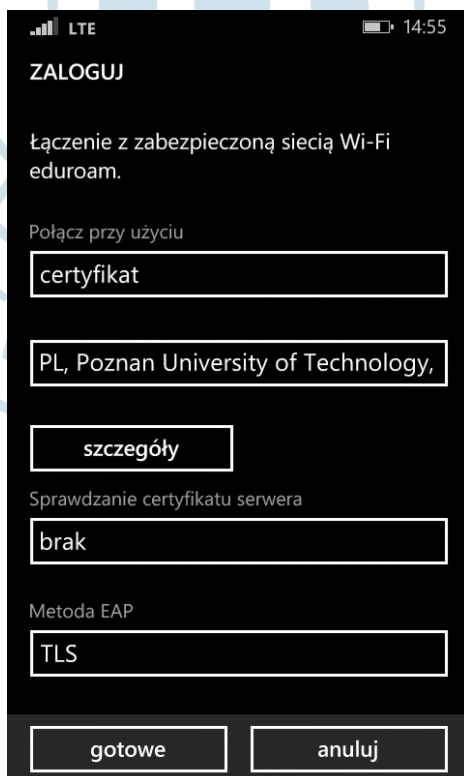 LTE 14:55
ZALOGUJ
Łączenie z zabezpieczoną siecią Wi-Fi
eduroam.
Połącz przy użyciu
certyfikat
PL, Poznan University of Technology,
szczegóły
Sprawdzanie certyfikatu serwera
brak
Metoda EAP
TLS
gotowe anuluj